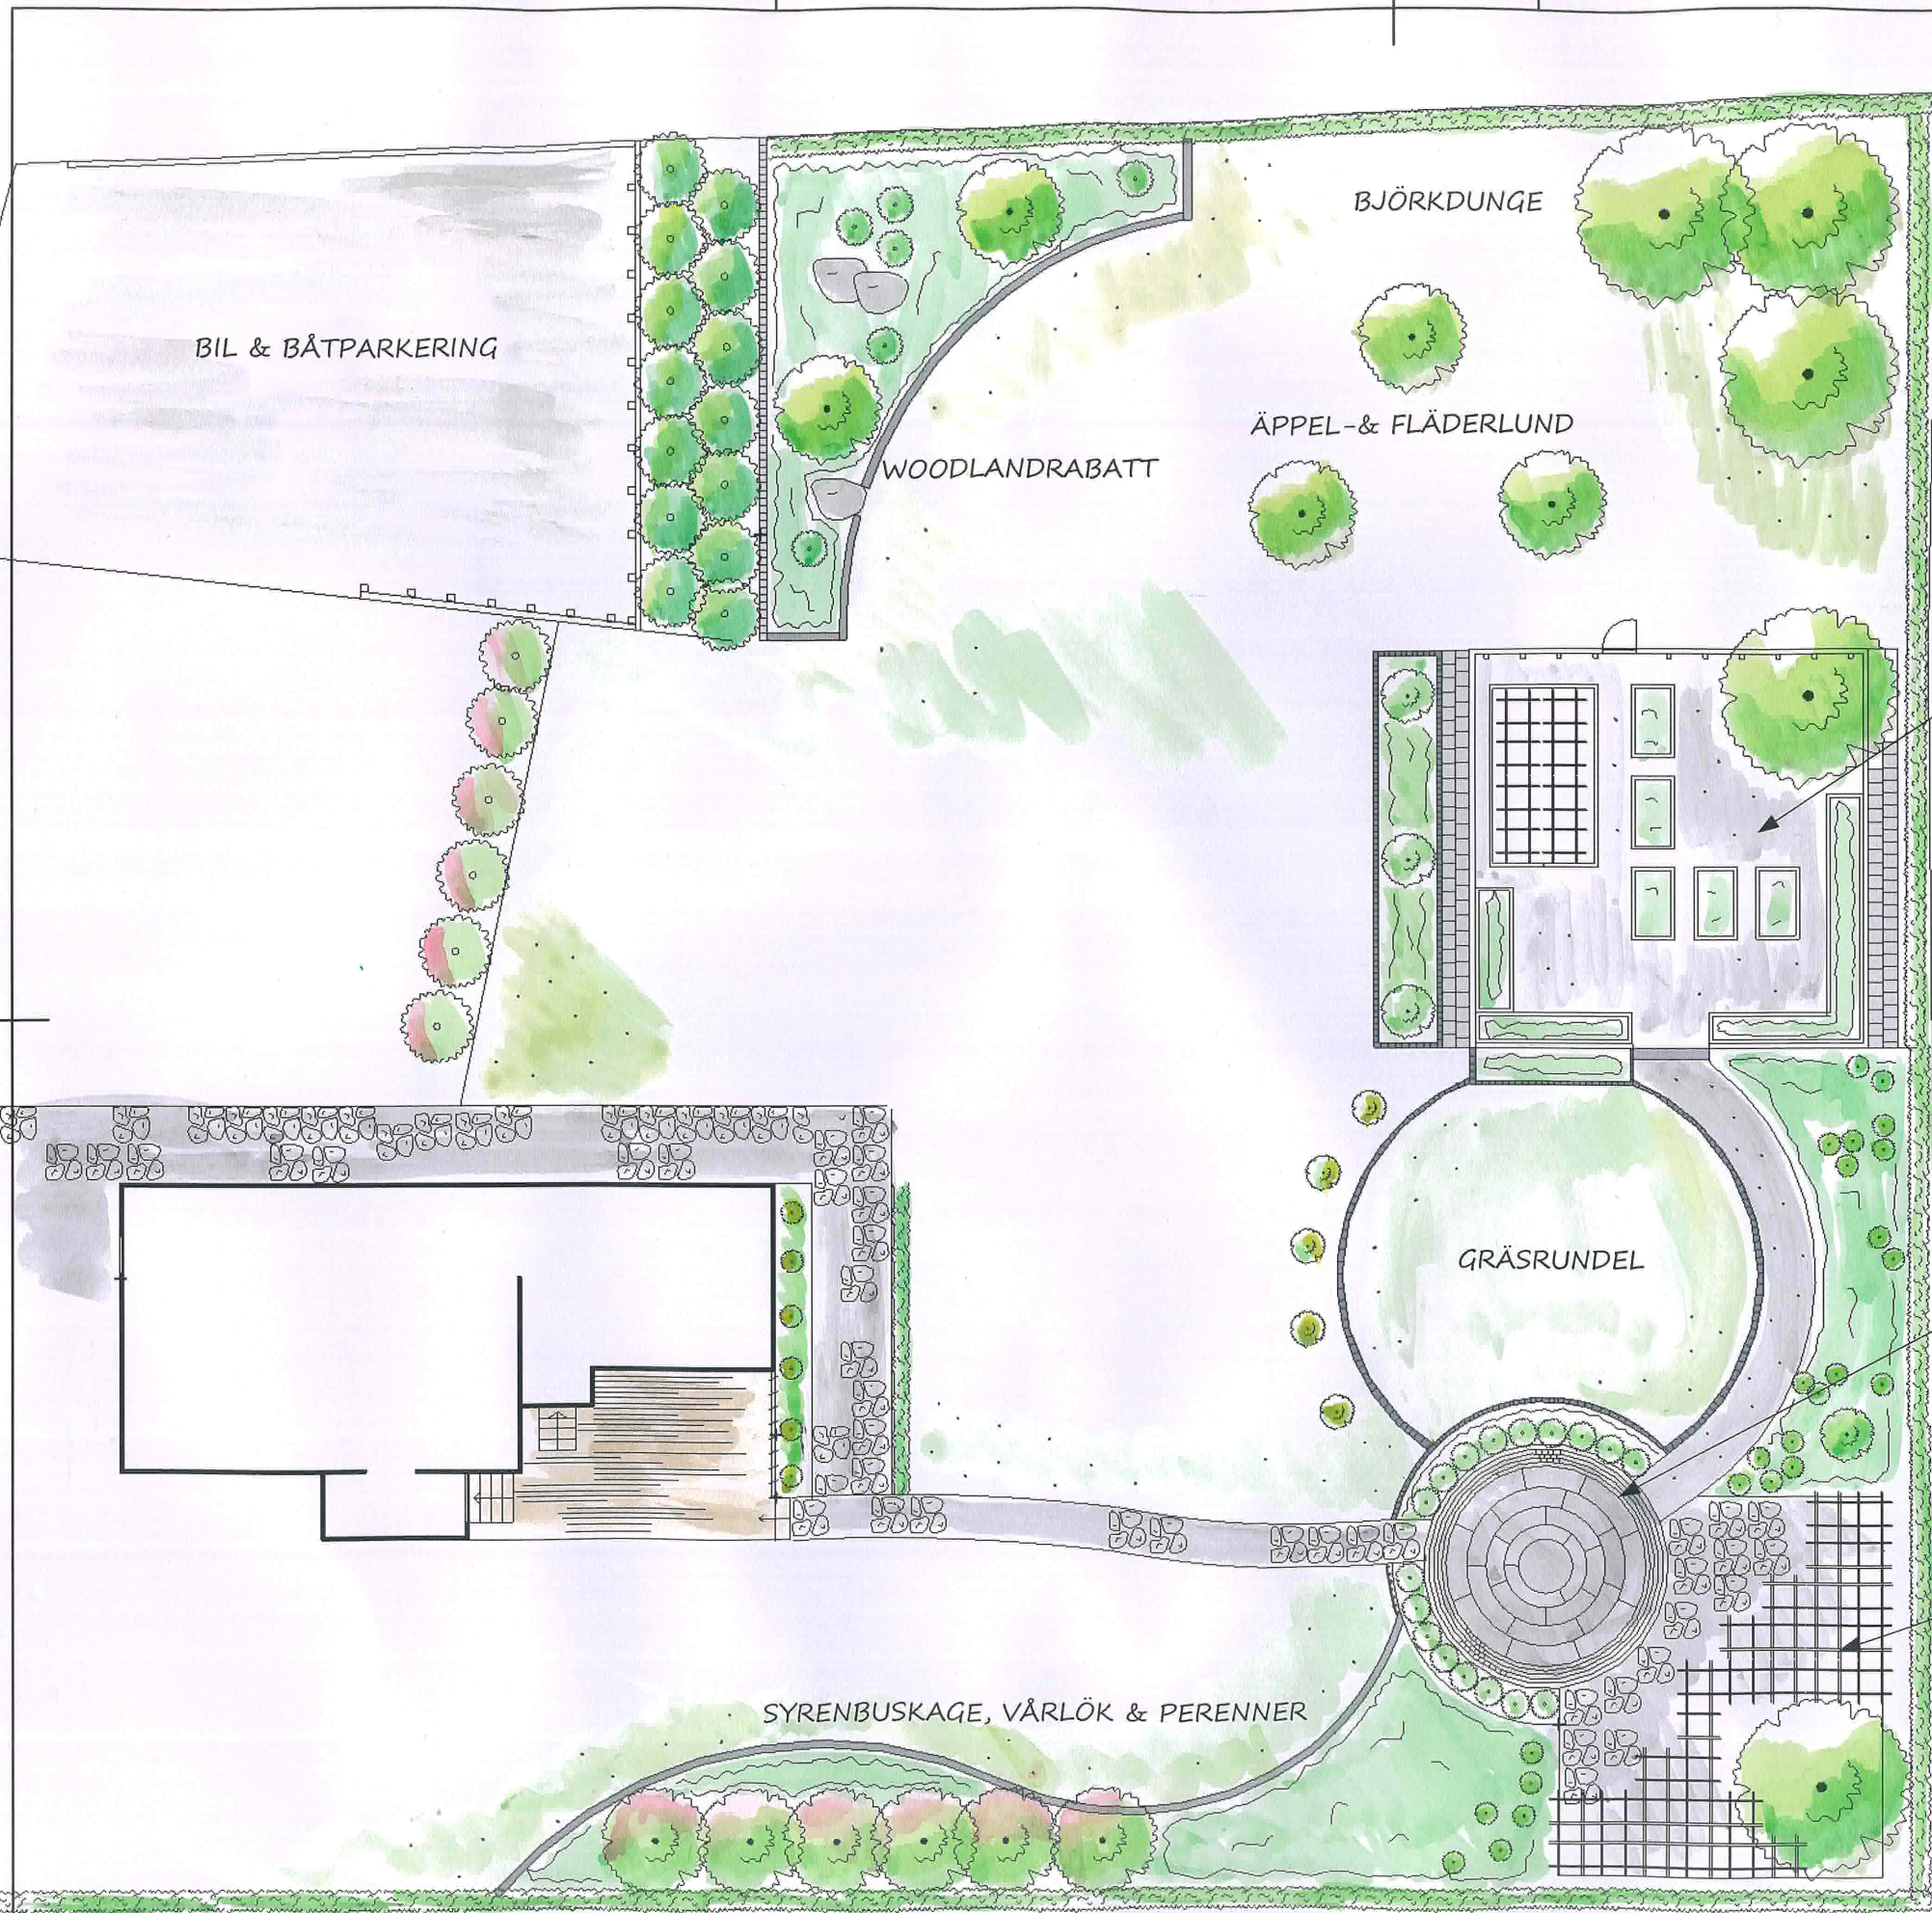 BJÖRKDUNGE
BIL & BÅTPARKERING
ÄPPEL-& FLÄDERLUND
WOODLANDRABATT
GRÄSRUNDEL
SYRENBUSKAGE, VÅRLÖK & PERENNER